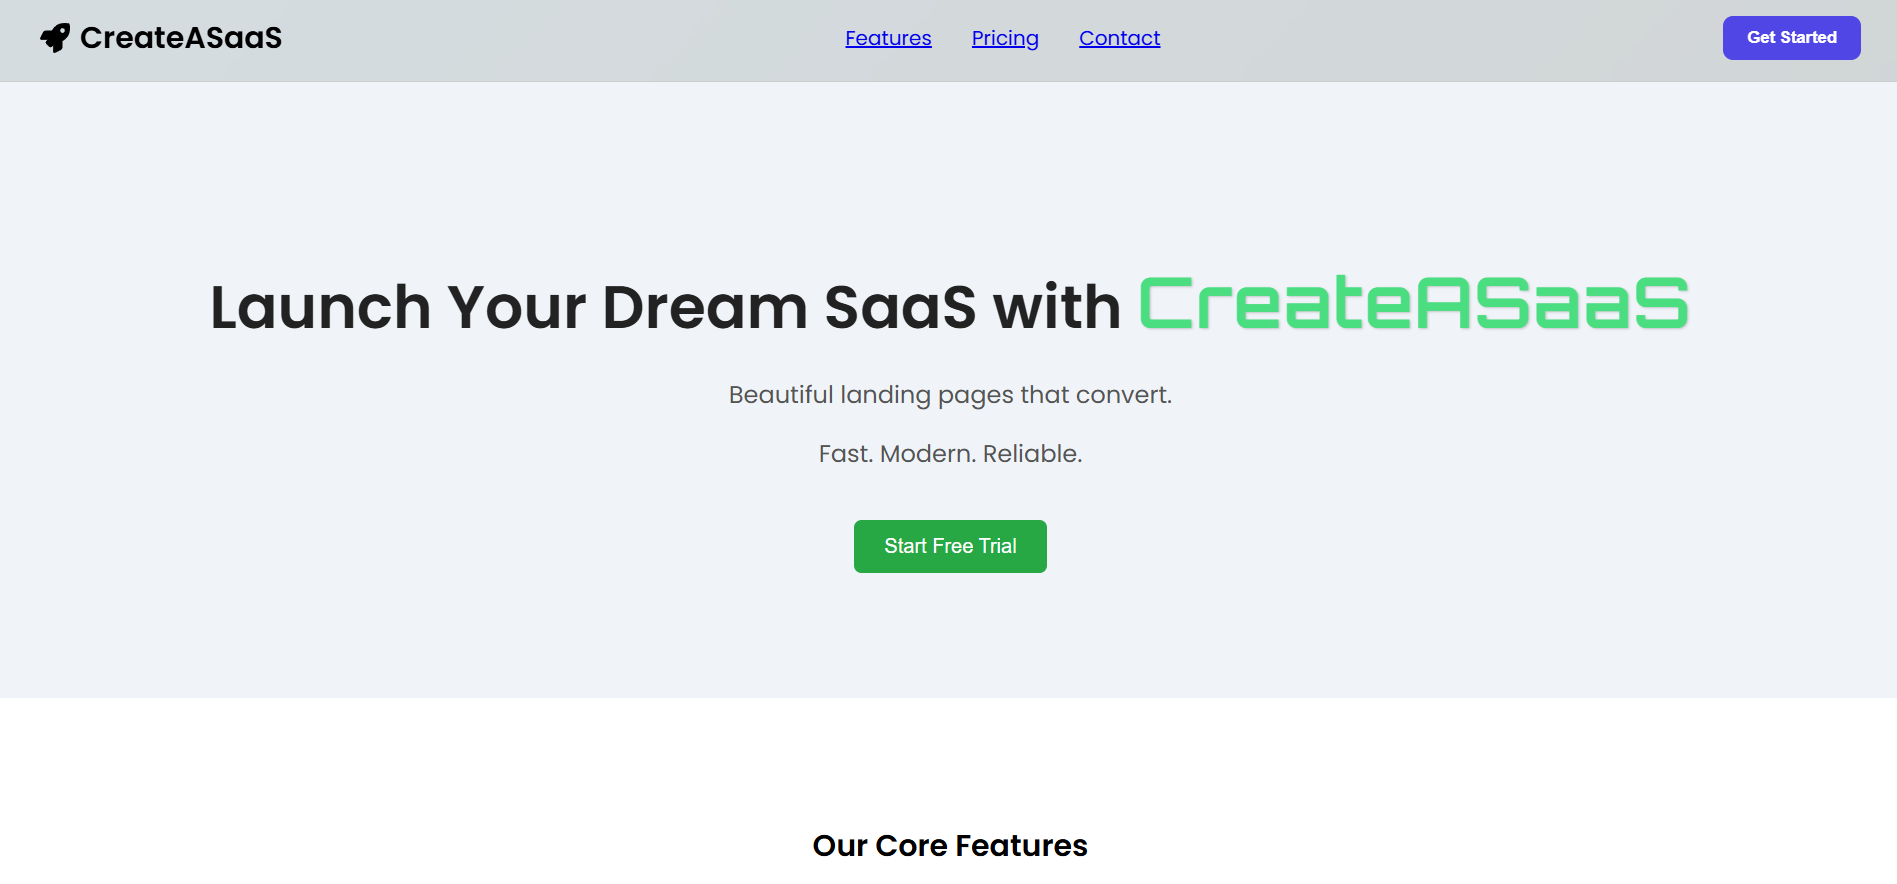 CreateASaaS
Features
Pricing
Contact
Get Started
Launch Your Dream SaaS with CreateASaaS
Beautiful landing pages that convert.
Fast. Modern. Reliable.
Start Free Trial
Our Core Features